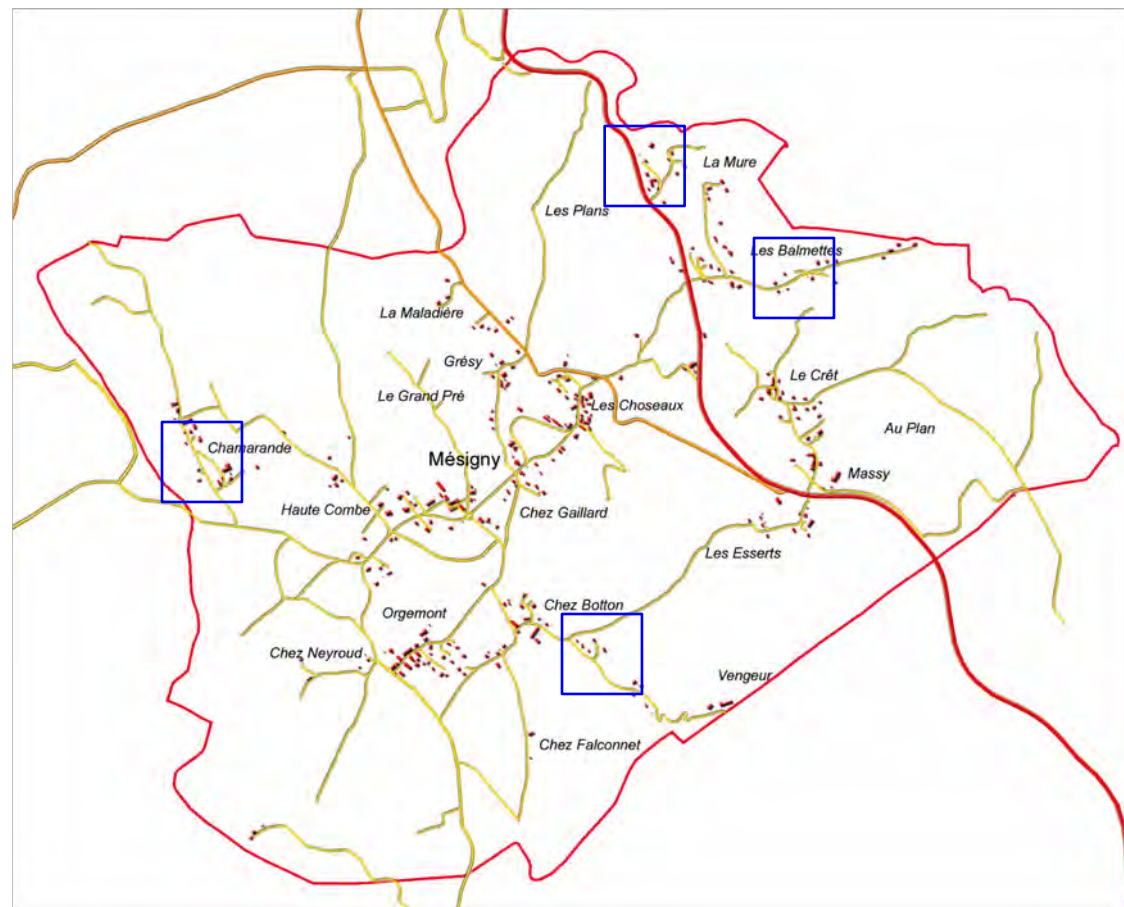 La Mure
Les Plans
Les Balmettes
La Maladière
Grésy
Le Grand Pré
Le Crêt
Les Choseaux
Au Plan
Chamarande
Mésigny
Massy
Haute Combe
Chez Gaillard
Les Esserts
Chez Botton
Orgemont
Chez Neyroud
Vengeur
Chez Falconnet